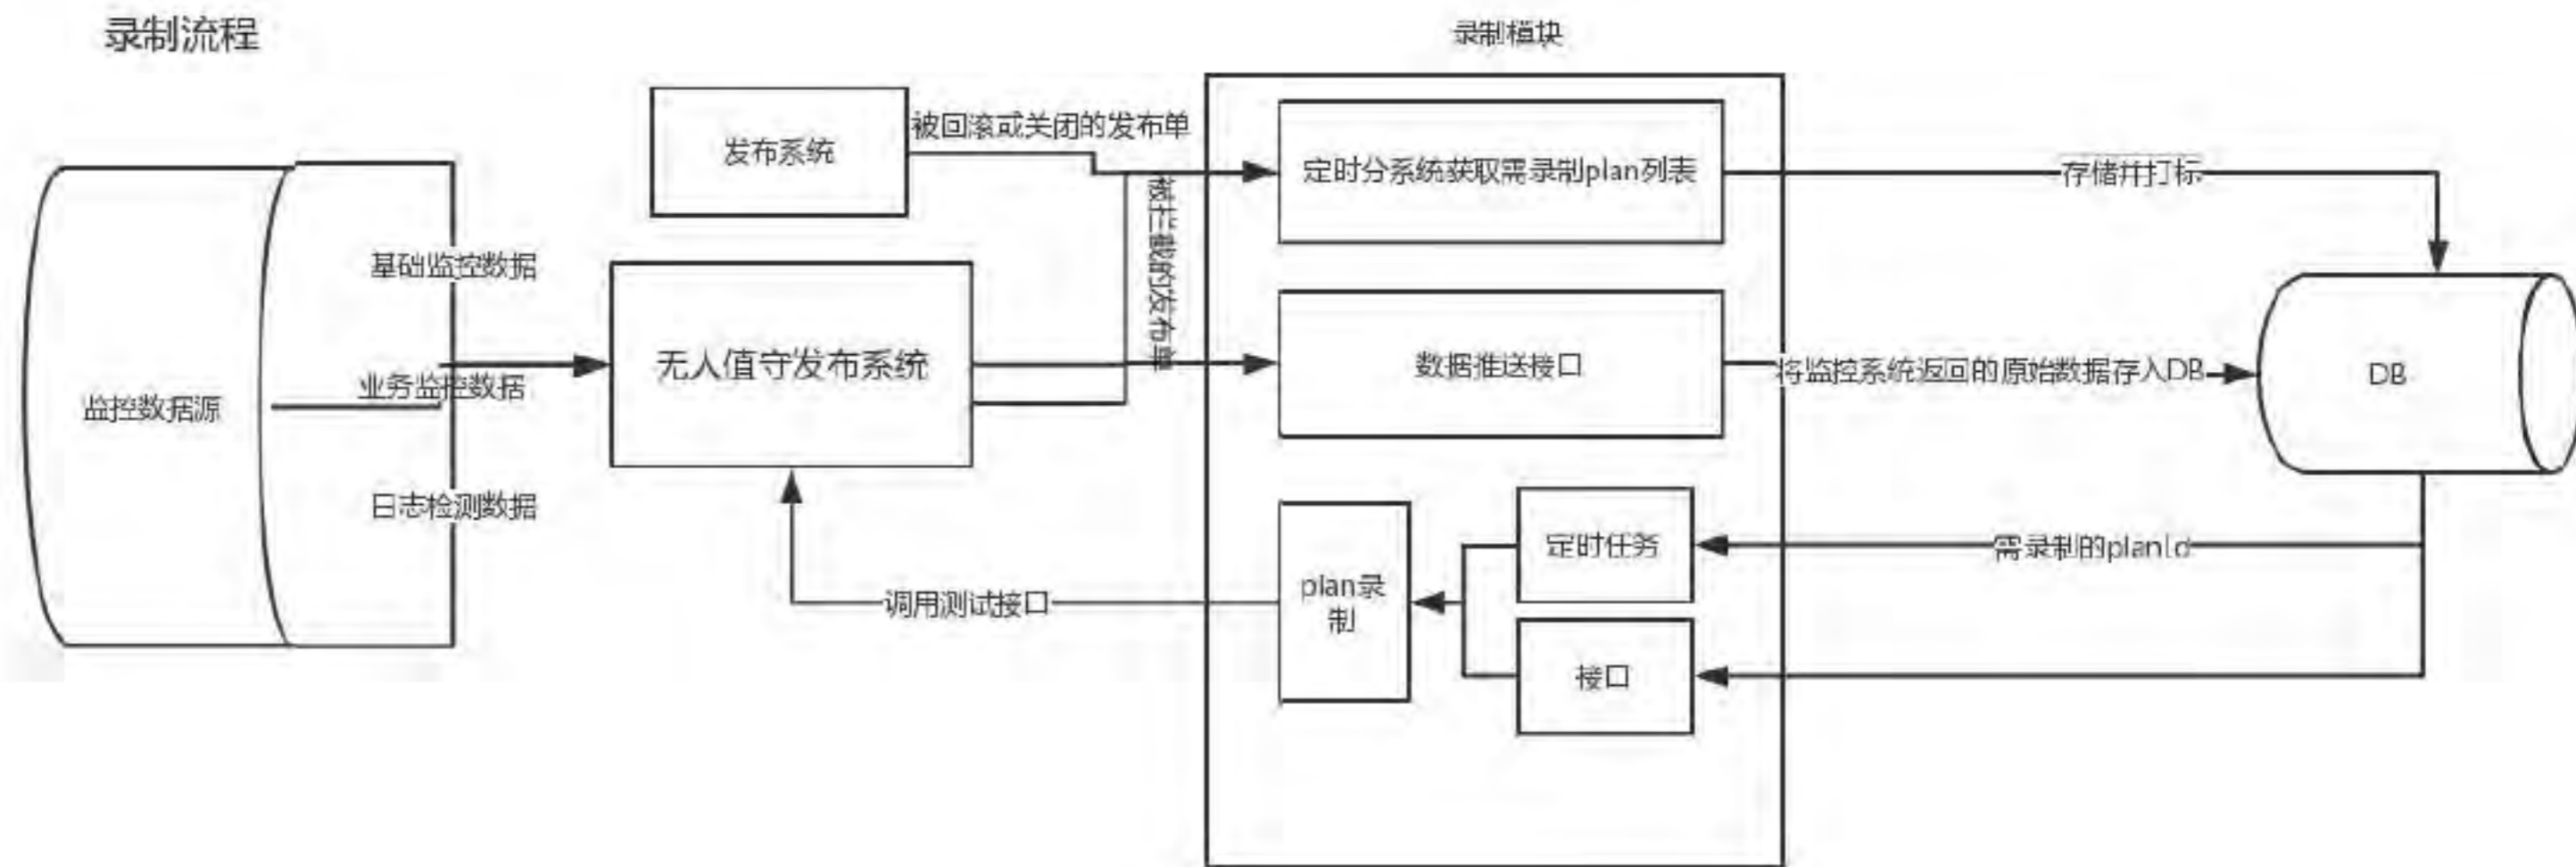 录制流程
录制模块
发布系统
被回滚或关闭的发布单
定时分系统获取需录制plan列表
存储并打标
被拦截的发布单
基础监控数据
无人值守发布系统
数据推送接口
将监控系统返回的原始数据存入DB
DB
业务监控数据
监控数据源
日志检测数据
定时任务
需录制的planId
plan录
制
调用测试接口
接口